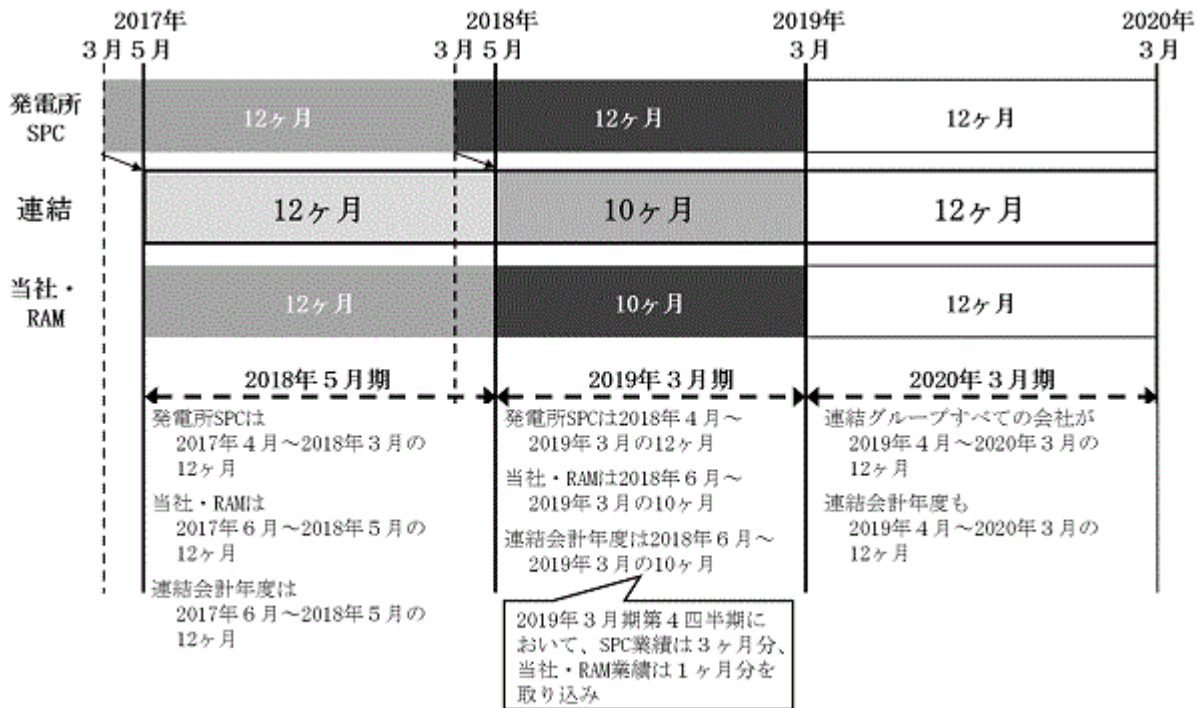 2017年
3月5月
2018年
3月5月
2019年
3月
2020年
3月
発電所
SPC
12ヶ月
12ヶ月
12ヶ月
連結
12ヶ月
10ヶ月
12ヶ月
当社・
RAM
12ヶ月
10ヶ月
12ヶ月
2018年5月期
2019年3月期
2020年3月期
発電所SPCは
2017年4月～2018年3月の
12ヶ月
当社・RAMは
2017年6月～2018年5月の
12ヶ月
連結会計年度は
2017年6月～2018年5月の
12ヶ月
発電所SPCは2018年4月～
2019年3月の12ヶ月
当社・RAMは2018年6月～
2019年3月の10ヶ月
連結会計年度は2018年6月～
2019年3月の10ヶ月
2019年3月期第4四半期に
おいて、SPC業績は3ヶ月分、
当社・RAM業績は1ヶ月分を
取り込み
連結グループすべての会社が
2019年4月～2020年3月の
12ヶ月
連結会計年度も
2019年4月～2020年3月の
12ヶ月